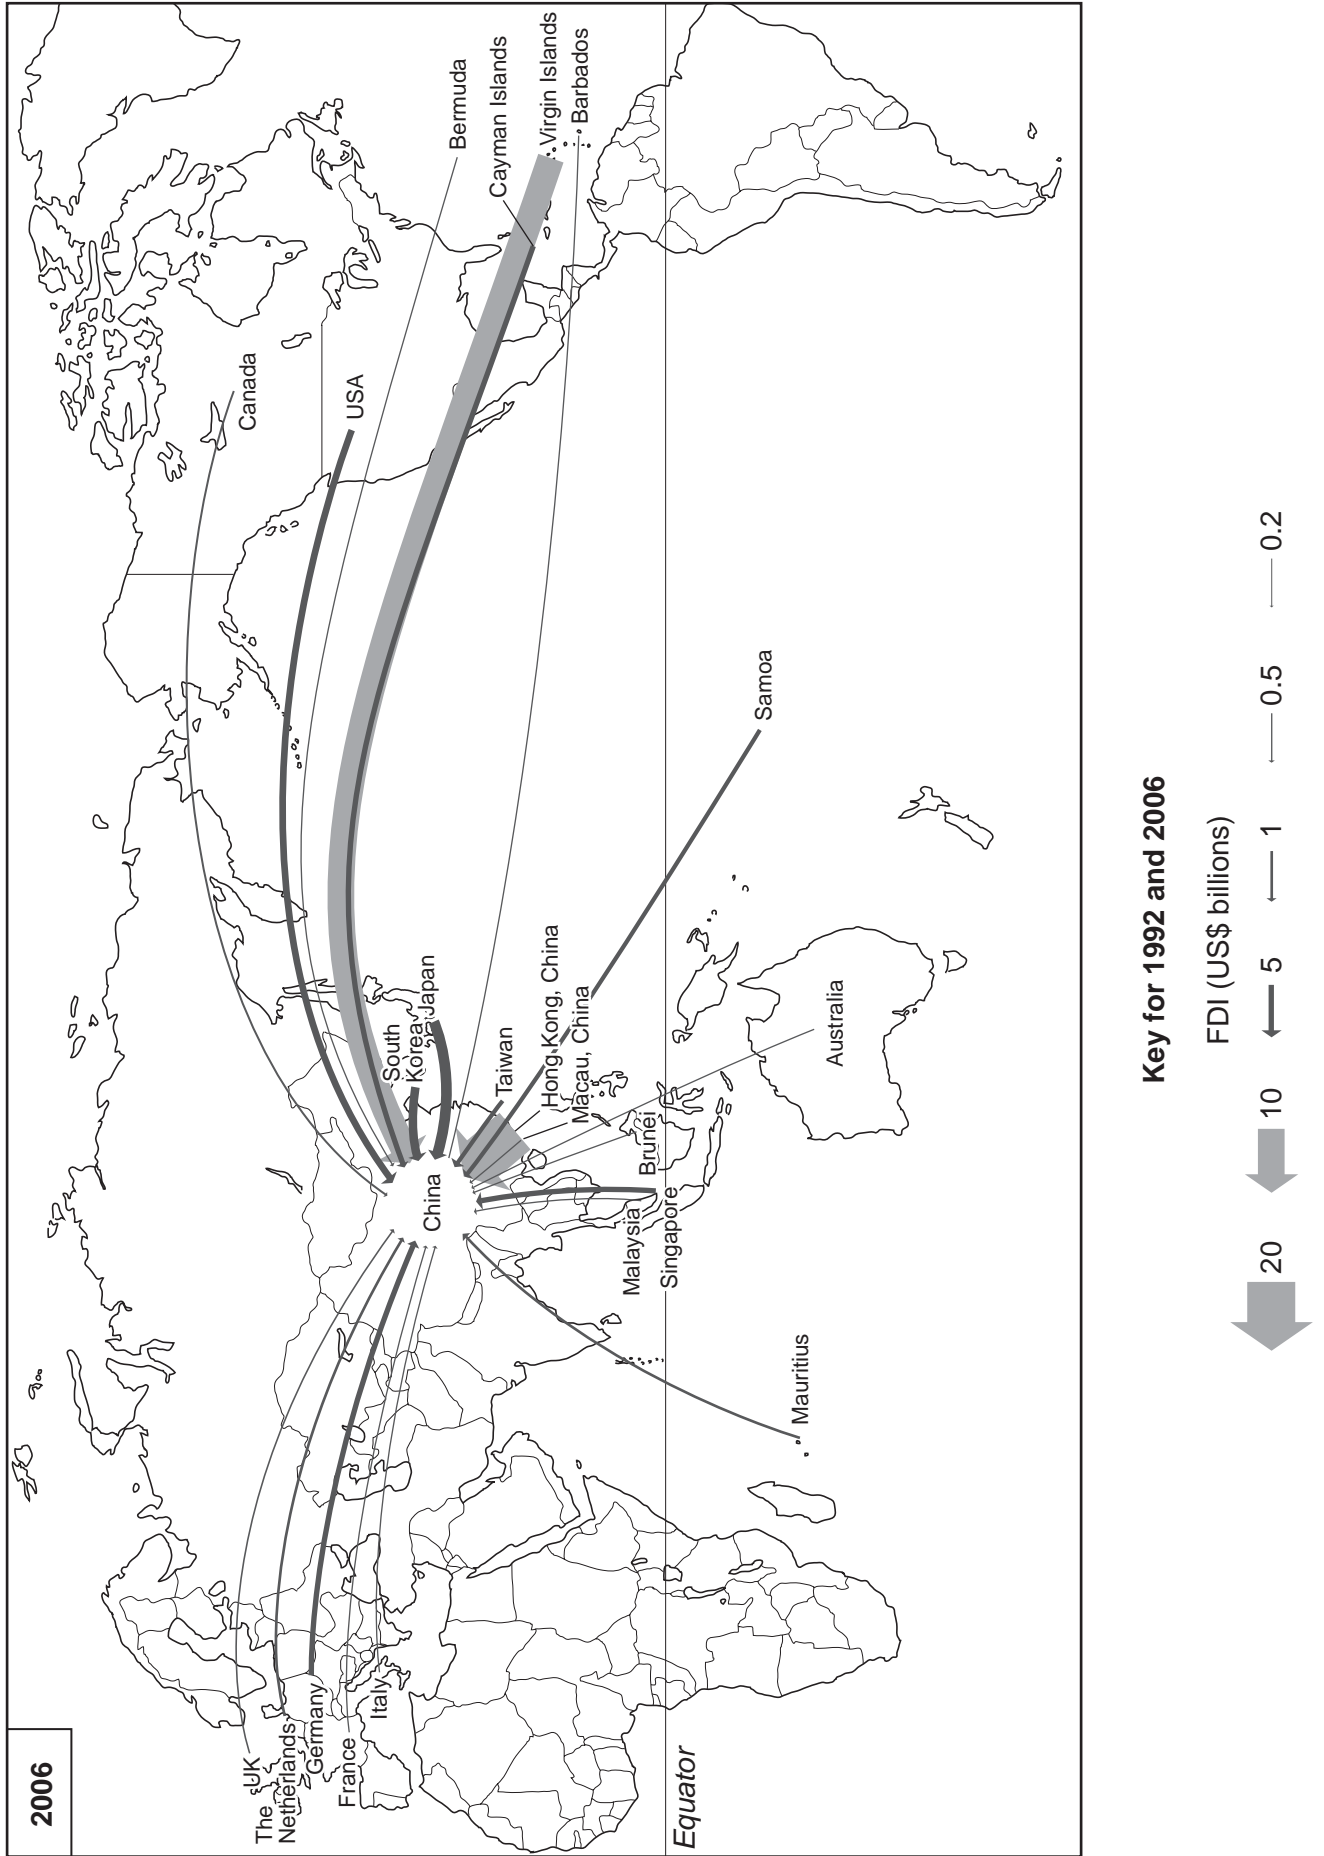 2006
UK
The
Netherlands
Germany
France
Italy
Canada
USA
Bermuda
Cayman Islands
Virgin Islands
Barbados
China
South
Korea
Japan
Taiwan
Hong Kong, China
Macau, China
Samoa
Malaysia
Brunei
Singapore
Mauritius
Australia
Equator
Key for 1992 and 2006
FDI (US$ billions)
20
10
5
1
0.5
0.2